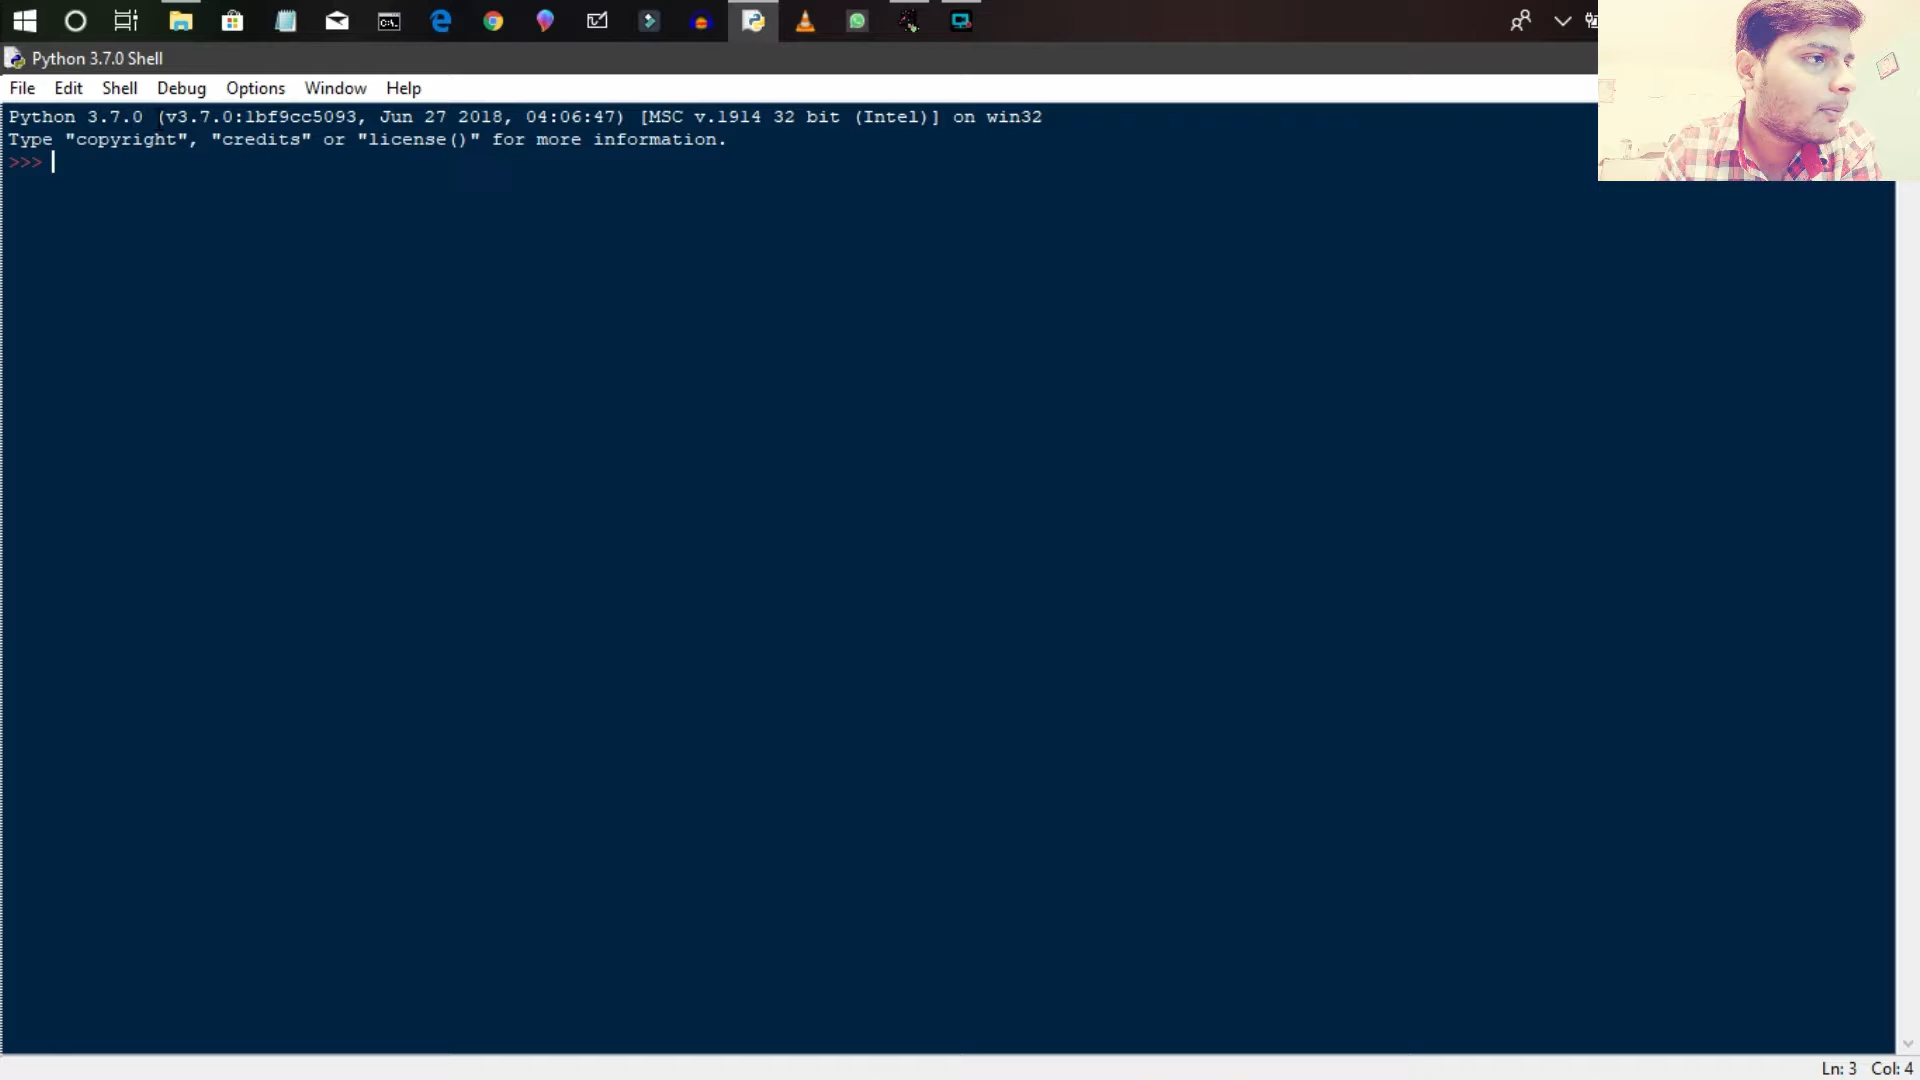 Python 3.7.0 Shell
File Edit Shell Debug Options Window Help
Python 3.7.0 (v3.7.0:1bf9cc5093, Jun 27 2018, 04:06:47) [MSC v.1914 32 bit (Intel)] on win32
Type "copyright", "credits" or "license()" for more information.
>>>
Ln: 3 Col: 4